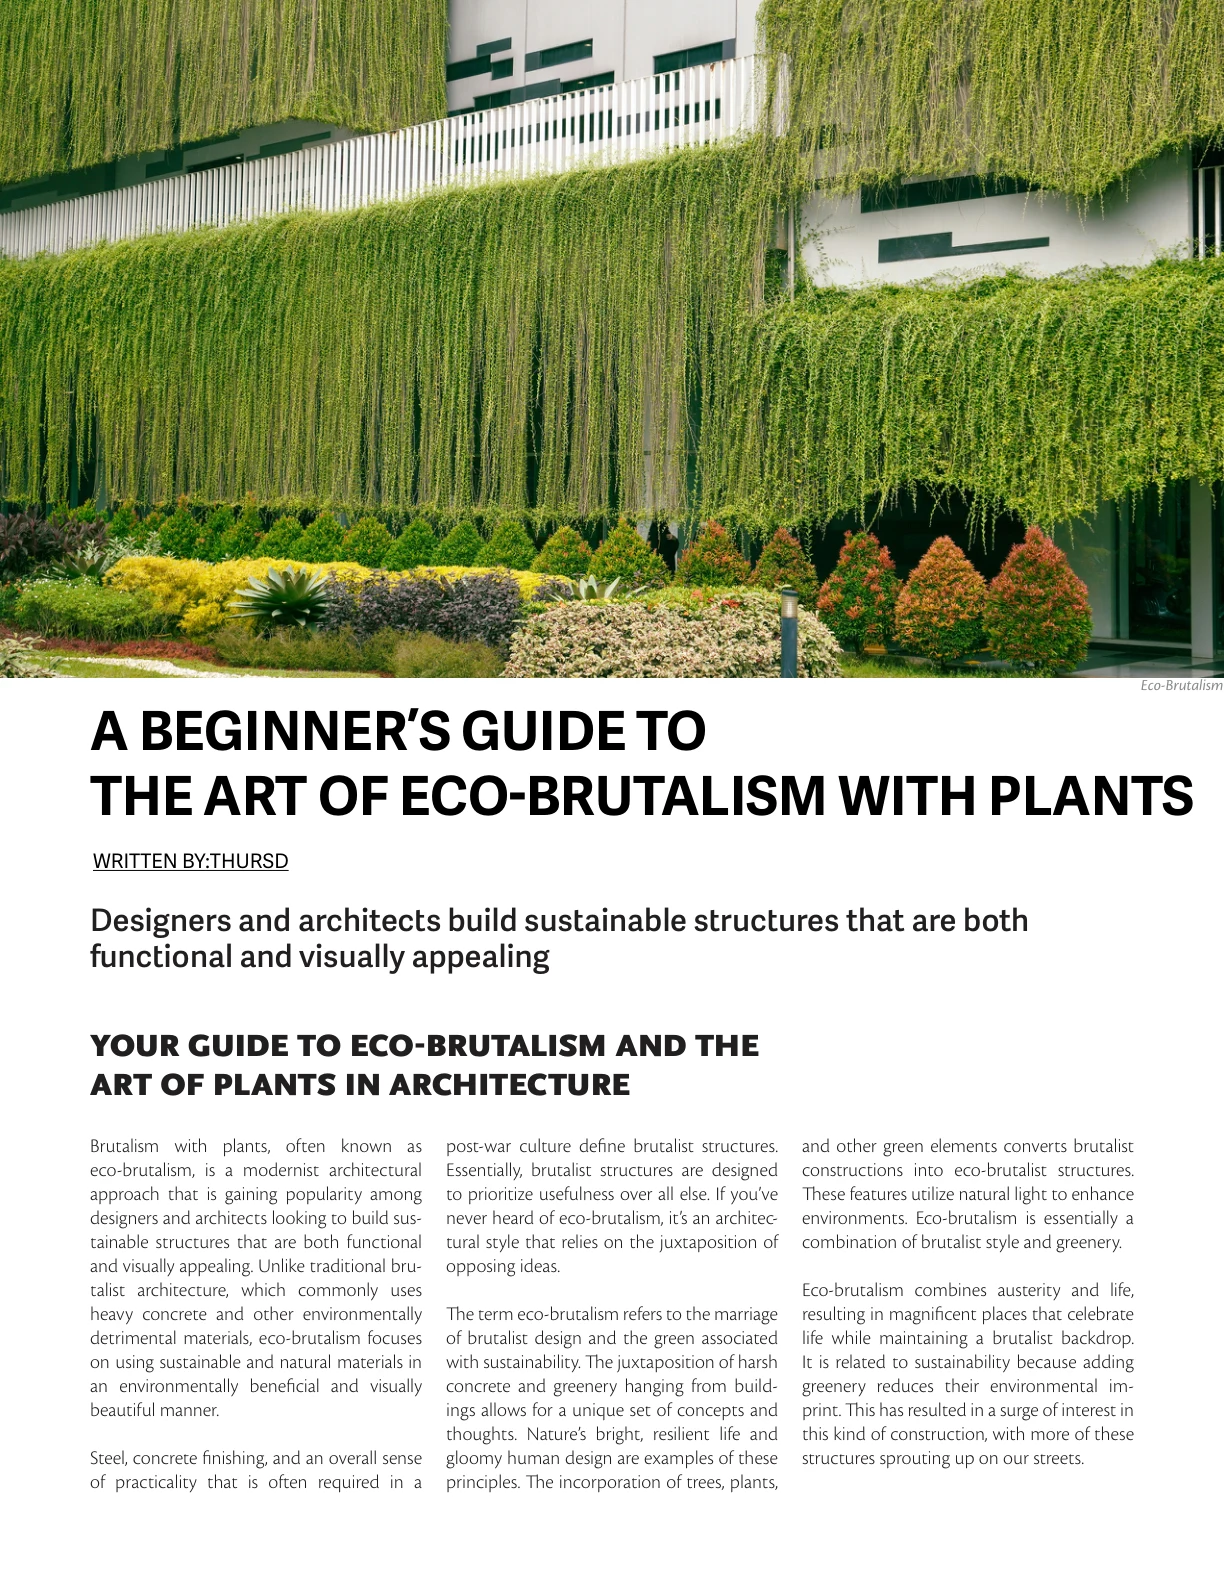 Eco-Brutalism
A BEGINNER’S GUIDE TO
THE ART OF ECO-BRUTALISM WITH PLANTS
WRITTEN BY:THURSD
Designers and architects build sustainable structures that are both
functional and visually appealing
YOUR GUIDE TO ECO-BRUTALISM AND THE
ART OF PLANTS IN ARCHITECTURE
Brutalism with plants, often known as
eco-brutalism, is a modernist architectural
approach that is gaining popularity among
designers and architects looking to build sus-
tainable structures that are both functional
and visually appealing. Unlike traditional bru-
talist architecture, which commonly uses
heavy concrete and other environmentally
detrimental materials, eco-brutalism focuses
on using sustainable and natural materials in
an environmentally beneficial and visually
beautiful manner.
Steel, concrete finishing, and an overall sense
of practicality that is often required in a
post-war culture define brutalist structures.
Essentially, brutalist structures are designed
to prioritize usefulness over all else. If you’ve
never heard of eco-brutalism, it’s an architec-
tural style that relies on the juxtaposition of
opposing ideas.
The term eco-brutalism refers to the marriage
of brutalist design and the green associated
with sustainability. The juxtaposition of harsh
concrete and greenery hanging from build-
ings allows for a unique set of concepts and
thoughts. Nature’s bright, resilient life and
gloomy human design are examples of these
principles. The incorporation of trees, plants,
and other green elements converts brutalist
constructions into eco-brutalist structures.
These features utilize natural light to enhance
environments. Eco-brutalism is essentially a
combination of brutalist style and greenery.
Eco-brutalism combines austerity and life,
resulting in magnificent places that celebrate
life while maintaining a brutalist backdrop.
It is related to sustainability because adding
greenery reduces their environmental im-
print. This has resulted in a surge of interest in
this kind of construction, with more of these
structures sprouting up on our streets.